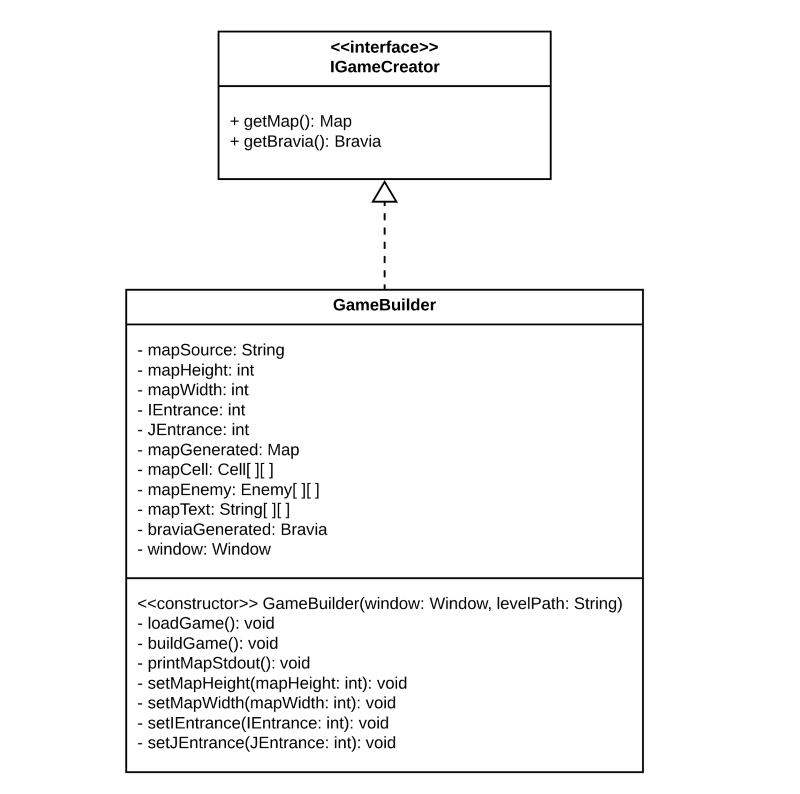 <<interface>>
IGameCreator
+ getMap(): Map
+ getBravia(): Bravia
GameBuilder
- mapSource: String
- mapHeight: int
- mapWidth: int
- IEntrance: int
- JEntrance: int
- mapGenerated: Map
- mapCell: Cell[ ][ ]
- mapEnemy: Enemy[ ][ ]
- mapText: String[ ][ ]
- braviaGenerated: Bravia
- window: Window
<<constructor>> GameBuilder(window: Window, levelPath: String)
- loadGame(): void
- buildGame(): void
- printMapStdout(): void
- setMapHeight(mapHeight: int): void
- setMapWidth(mapWidth: int): void
- setIEntrance(IEntrance: int): void
- setJEntrance(JEntrance: int): void